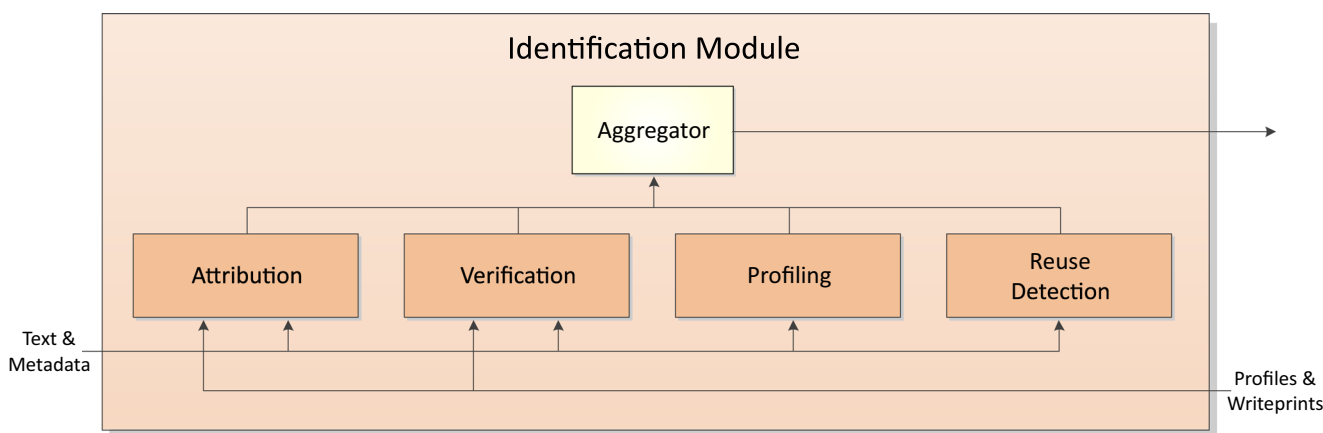 Identification Module
Aggregator
Attribution
Verification
Profiling
Reuse
Detection
Text &
Metadata
Profiles &
Writeprints